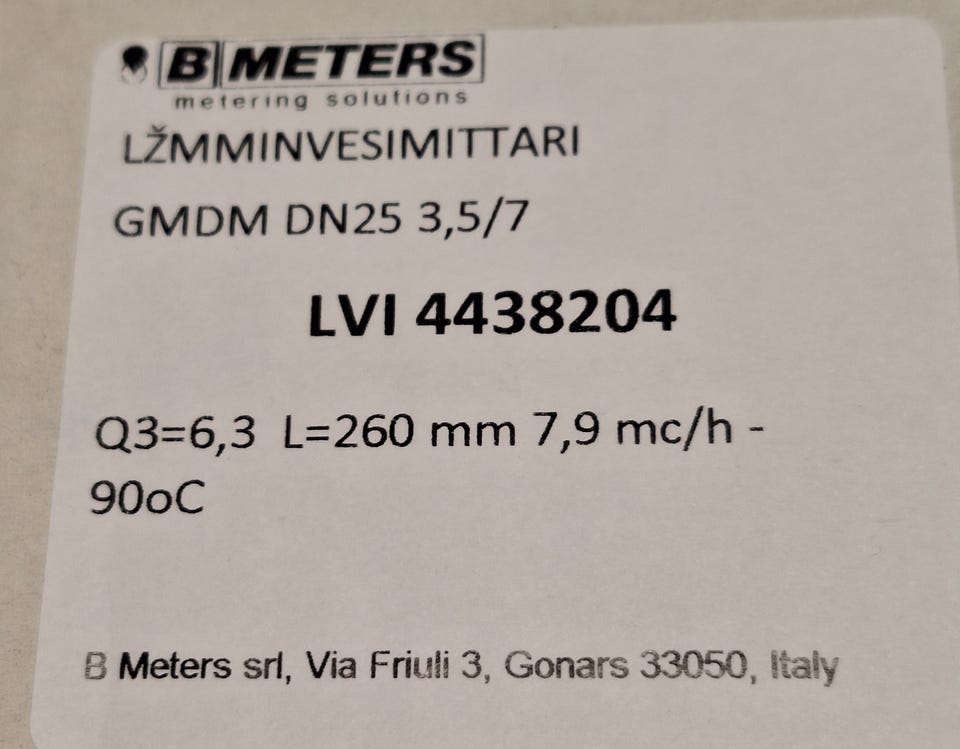 B METERS
metering solutions
LŽMMINVESIMITTARI
GMDM DN25 3,5/7
LVI 4438204
Q3=6,3 L=260 mm 7,9 mc/h -
90oC
B Meters srl, Via Friuli 3, Gonars 33050, Italy